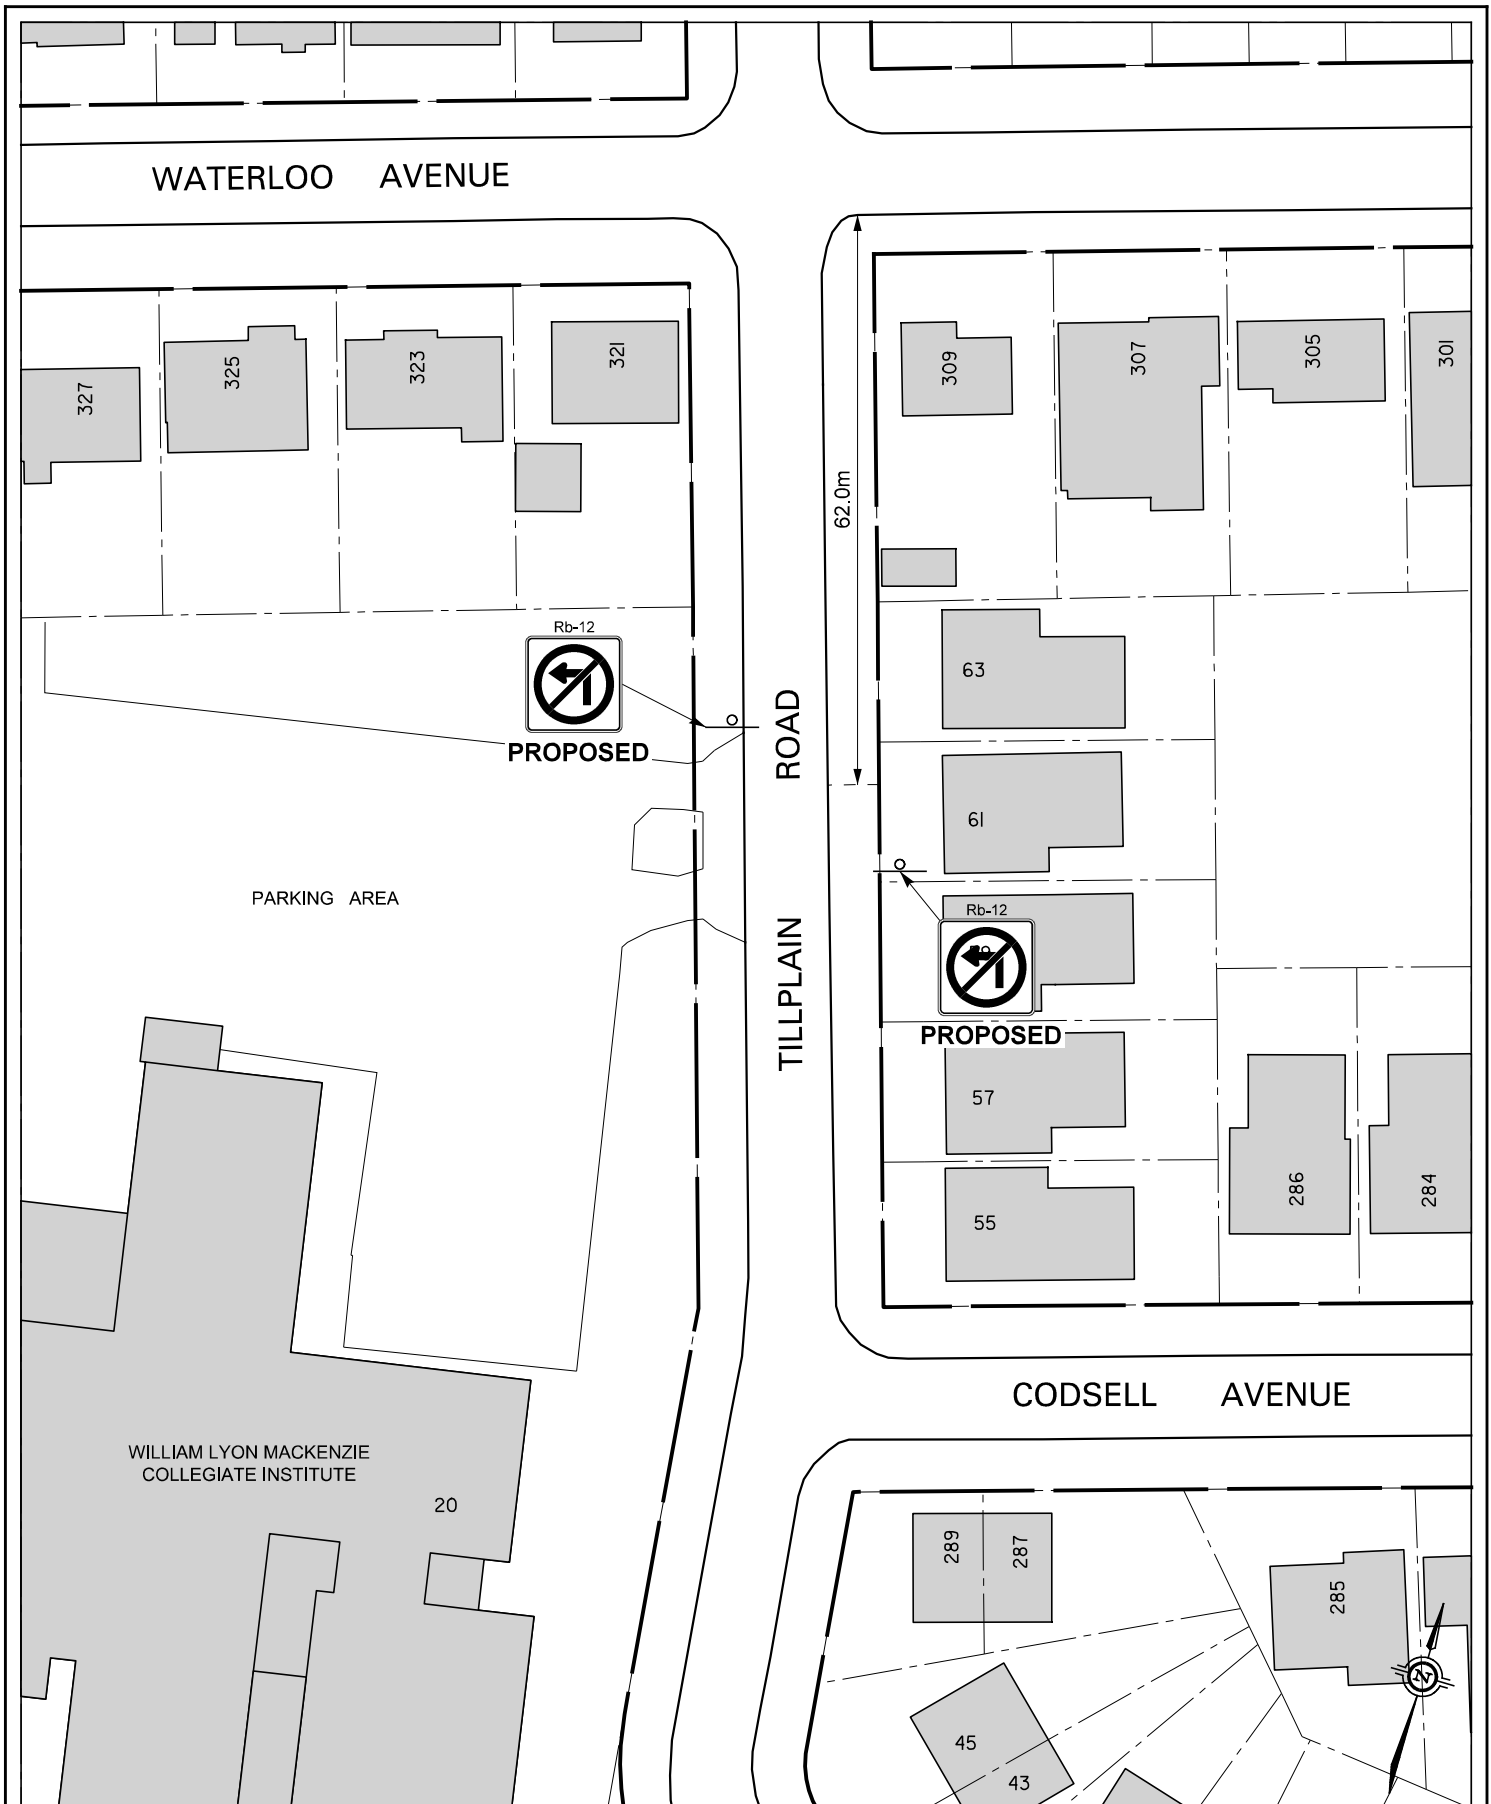 WATERLOO AVENUE
327
325
323
321
309
307
305
301
62.0m
Rb-12
PROPOSED
63
ROAD
61
PARKING AREA
Rb-12
PROPOSED
TILLPLAIN
57
55
286
284
CODSELL AVENUE
WILLIAM LYON MACKENZIE
COLLEGIATE INSTITUTE
20
289
287
285
N
45
43